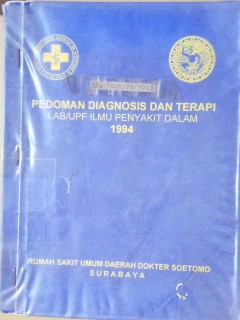 PEDOMAN DIAGNOSIS DAN TERAPI
LAB/UPF ILMU PENYAKIT DALAM
1994
RUMAH SAKIT UMUM DAERAH DOKTER SOETOMO
SURABAYA